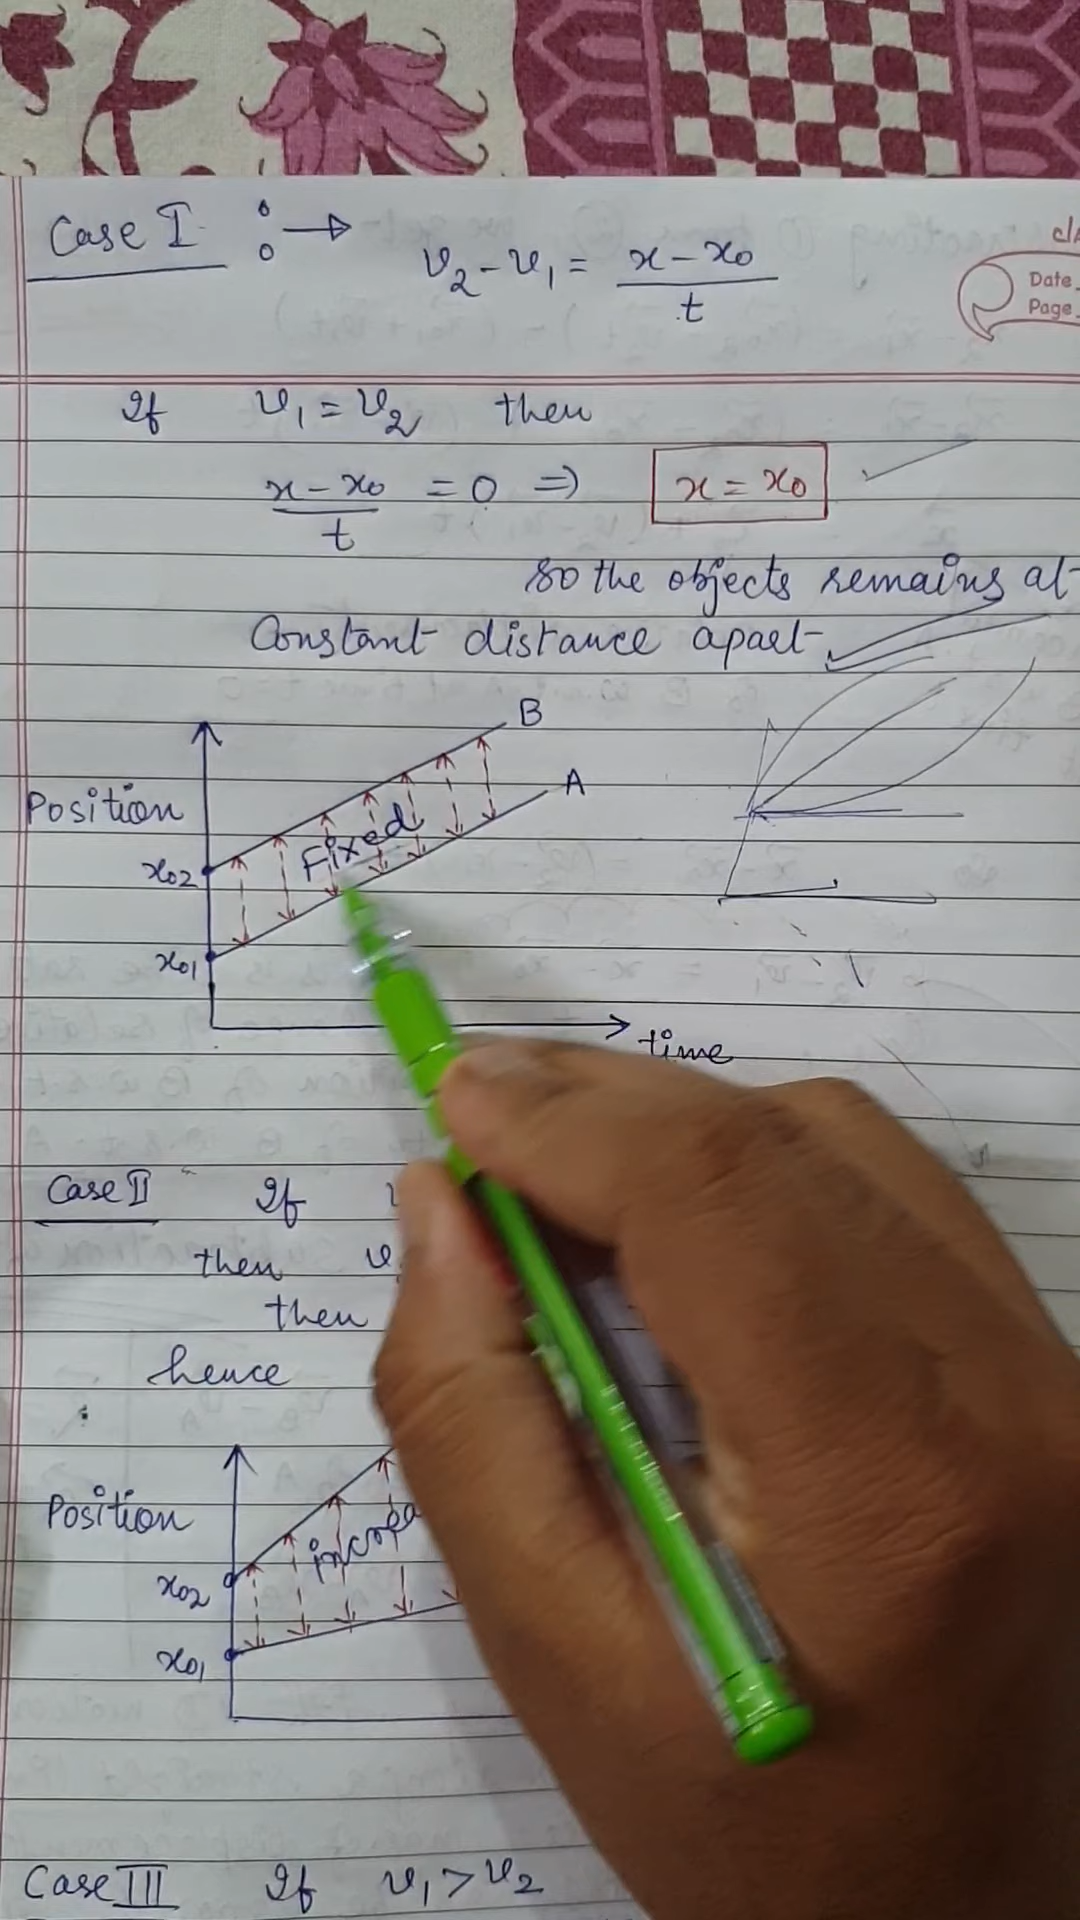 Case I :→
v₂ - v₁ = x - x₀ / t
Date
Page
If v₁ = v₂ then
x - x₀ / t = 0 ⇒ x = x₀
so the objects remains at
Constant distance apart
B
A
Position
Fixed
x₀₂
x₀₁
time
Case II If
then v
then
hence
Position
x₀₂
x₀₁
Case III If v₁ > v₂